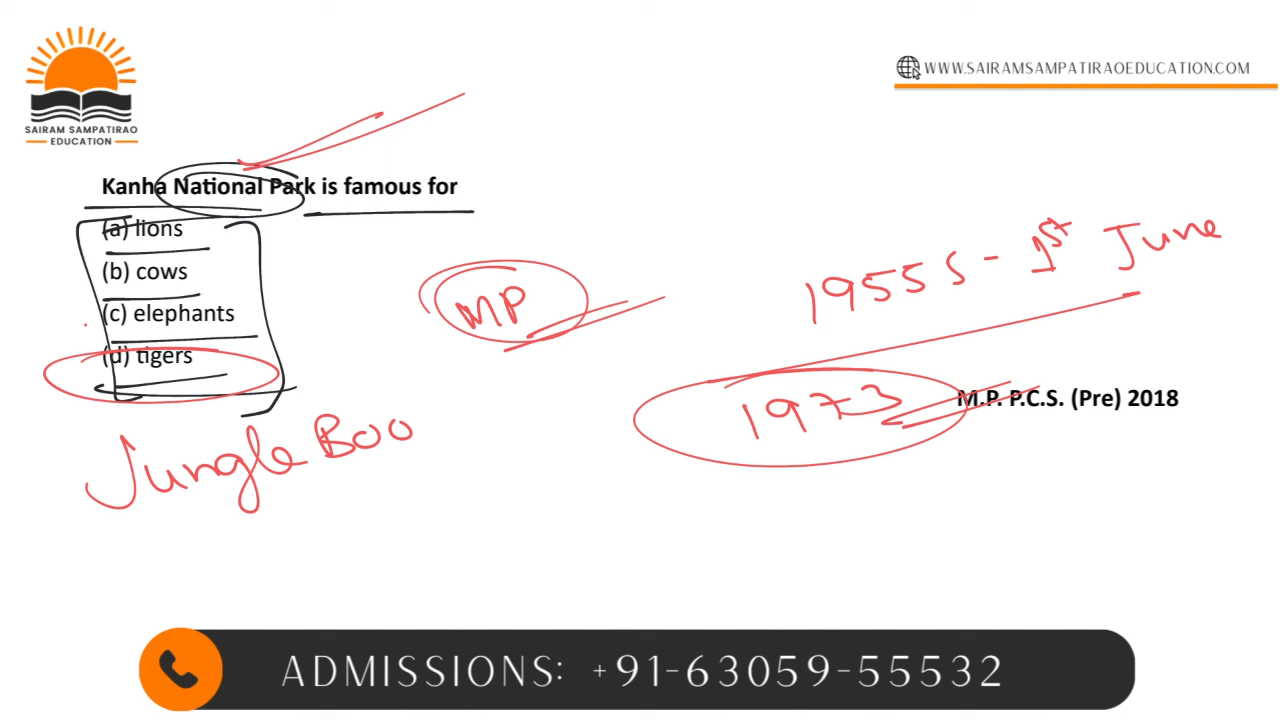 WWW.SAIRAMSAMPATIRAOEDUCATION.COM
SAIRAM SAMPATIRAO
EDUCATION
Kanha National Park is famous for
(a) lions
(b) cows
(c) elephants
(d) tigers
MP
1955 S - 1st June
1973
M.P. P.C.S. (Pre) 2018
Jungle Boo
ADMISSIONS: +91-63059-55532